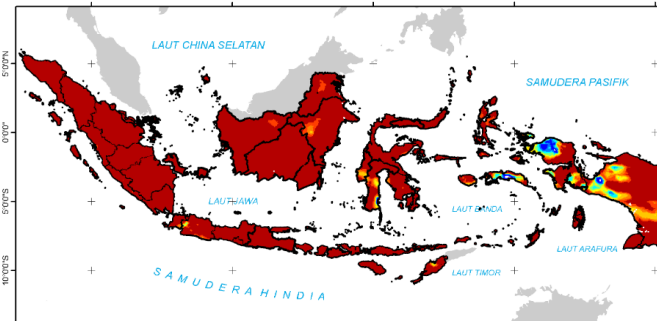 LAUT CHINA SELATAN
SAMUDERA PASIFIK
5°0'0"N
0°0'0"
5°0'0"S
10°0'0"S
LAUT JAWA
LAUT BANDA
LAUT ARAFURA
LAUT TIMOR
SAMUDERA HINDIA